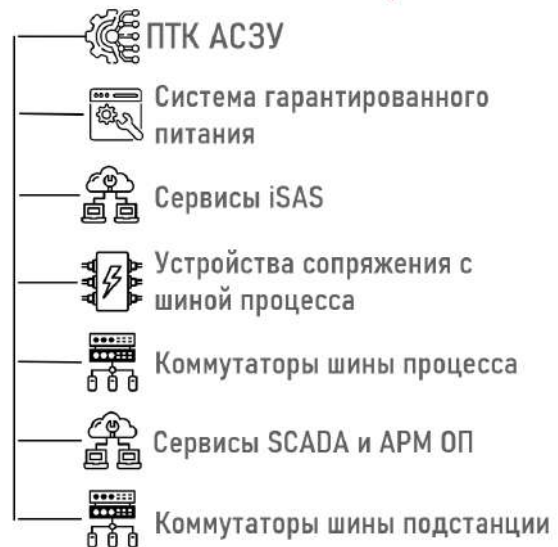 ПТК АСЗУ
Система гарантированного
питания
Сервисы iSAS
Устройства сопряжения с
шиной процесса
Коммутаторы шины процесса
Сервисы SCADA и АРМ ОП
Коммутаторы шины подстанции